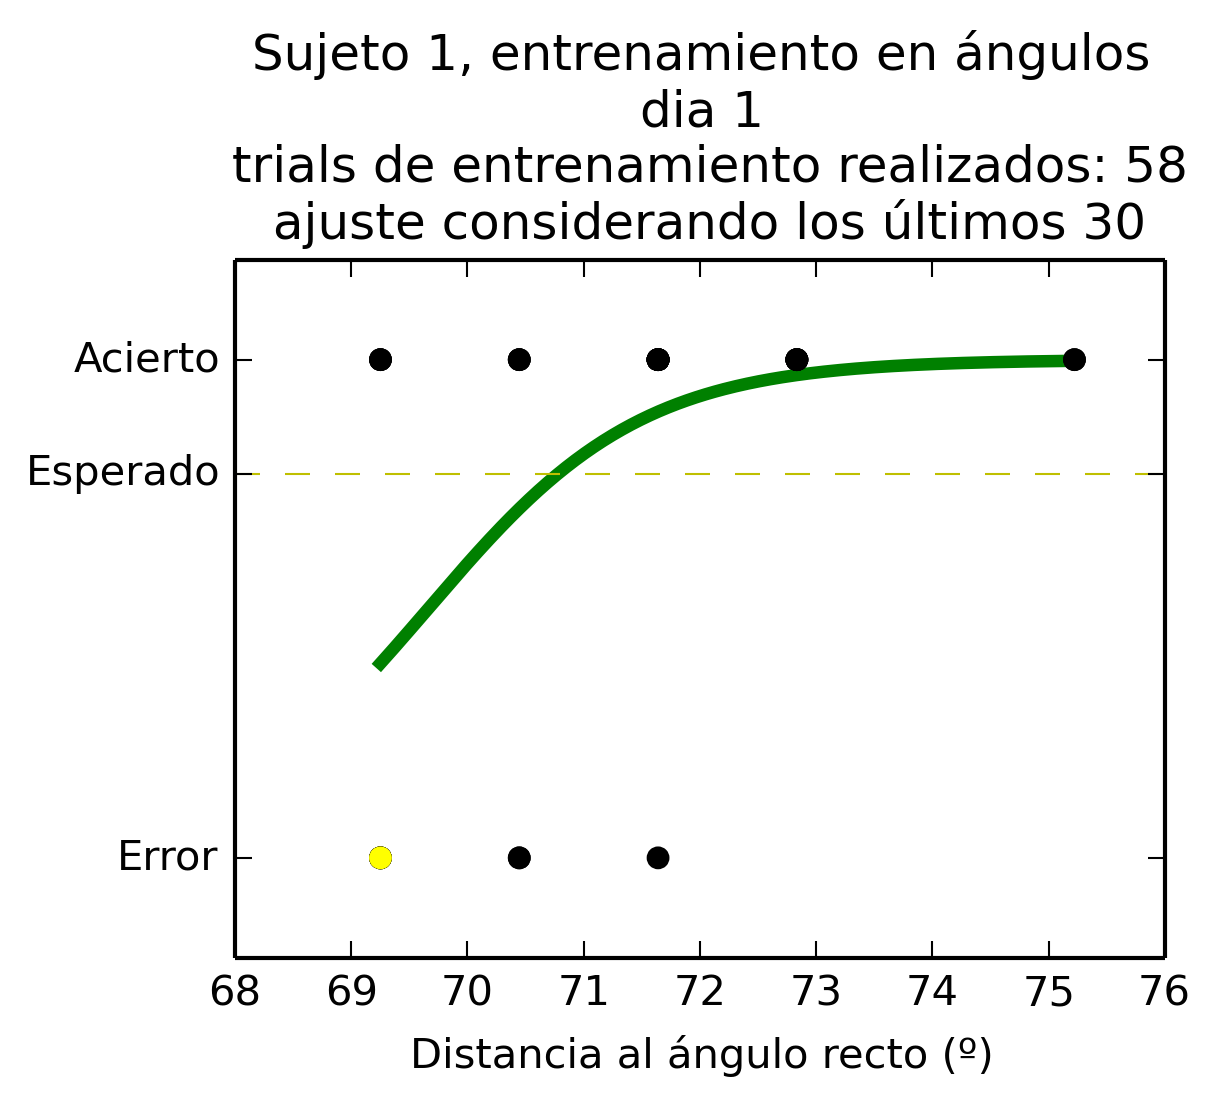 Sujeto 1, entrenamiento en ángulos
dia 1
trials de entrenamiento realizados: 58
ajuste considerando los últimos 30
Acierto
Esperado
Error
68 69 70 71 72 73 74 75 76
Distancia al ángulo recto (º)